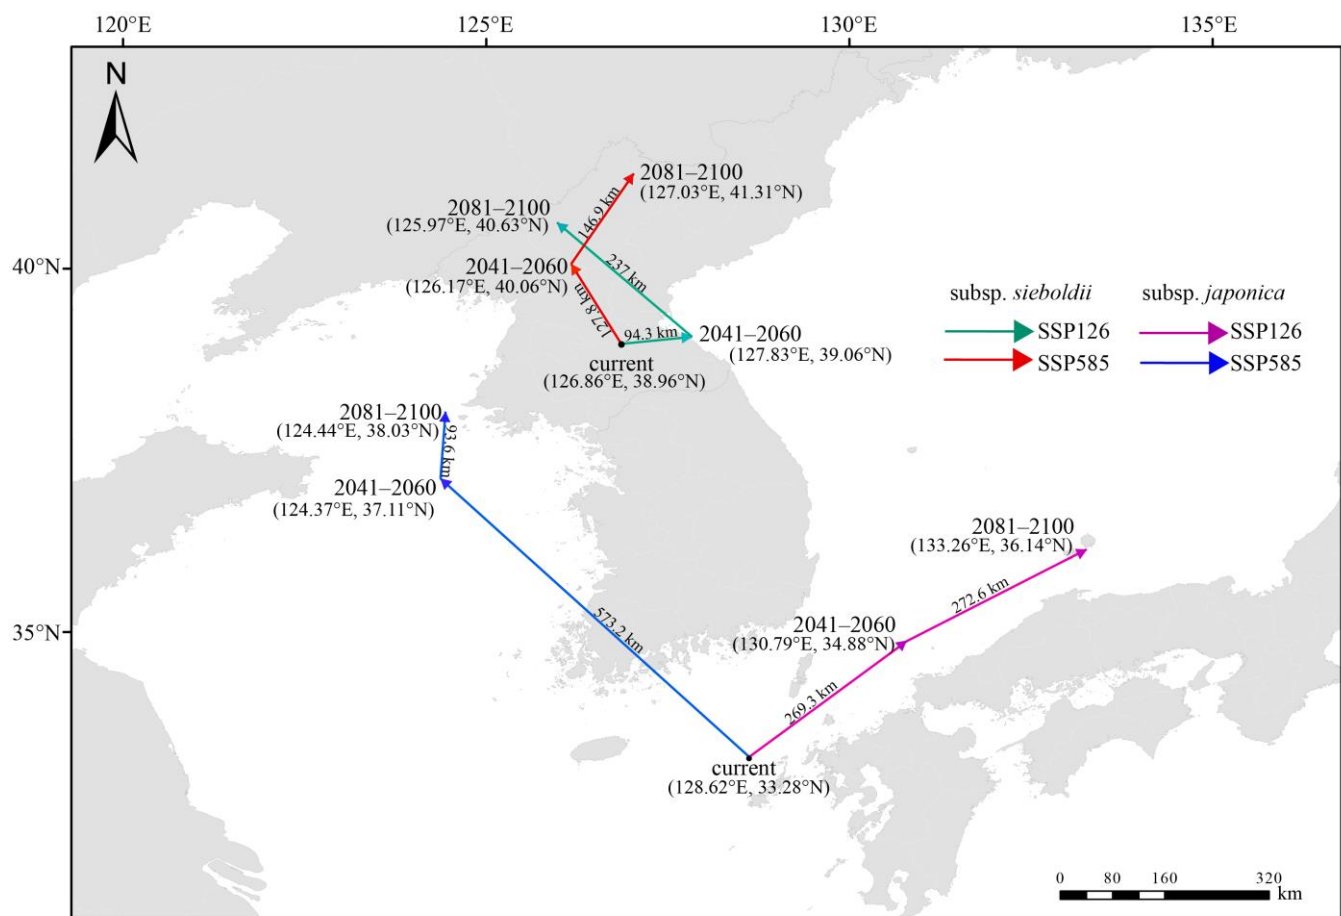 120°E 125°E 130°E 135°E
N
2081–2100
(127.03°E, 41.31°N)
146.9 km
2081–2100
(125.97°E, 40.63°N)
40°N
2041–2060
(126.17°E, 40.06°N)
237 km
127.8 km
94.3 km
2041–2060
(127.83°E, 39.06°N)
current
(126.86°E, 38.96°N)
subsp. sieboldii subsp. japonica
SSP126 SSP126
SSP585 SSP585
2081–2100
(124.44°E, 38.03°N)
93.6 km
2041–2060
(124.37°E, 37.11°N)
573.2 km
2081–2100
(133.26°E, 36.14°N)
272.6 km
35°N
2041–2060
(130.79°E, 34.88°N)
269.3 km
current
(128.62°E, 33.28°N)
0 80 160 320
km